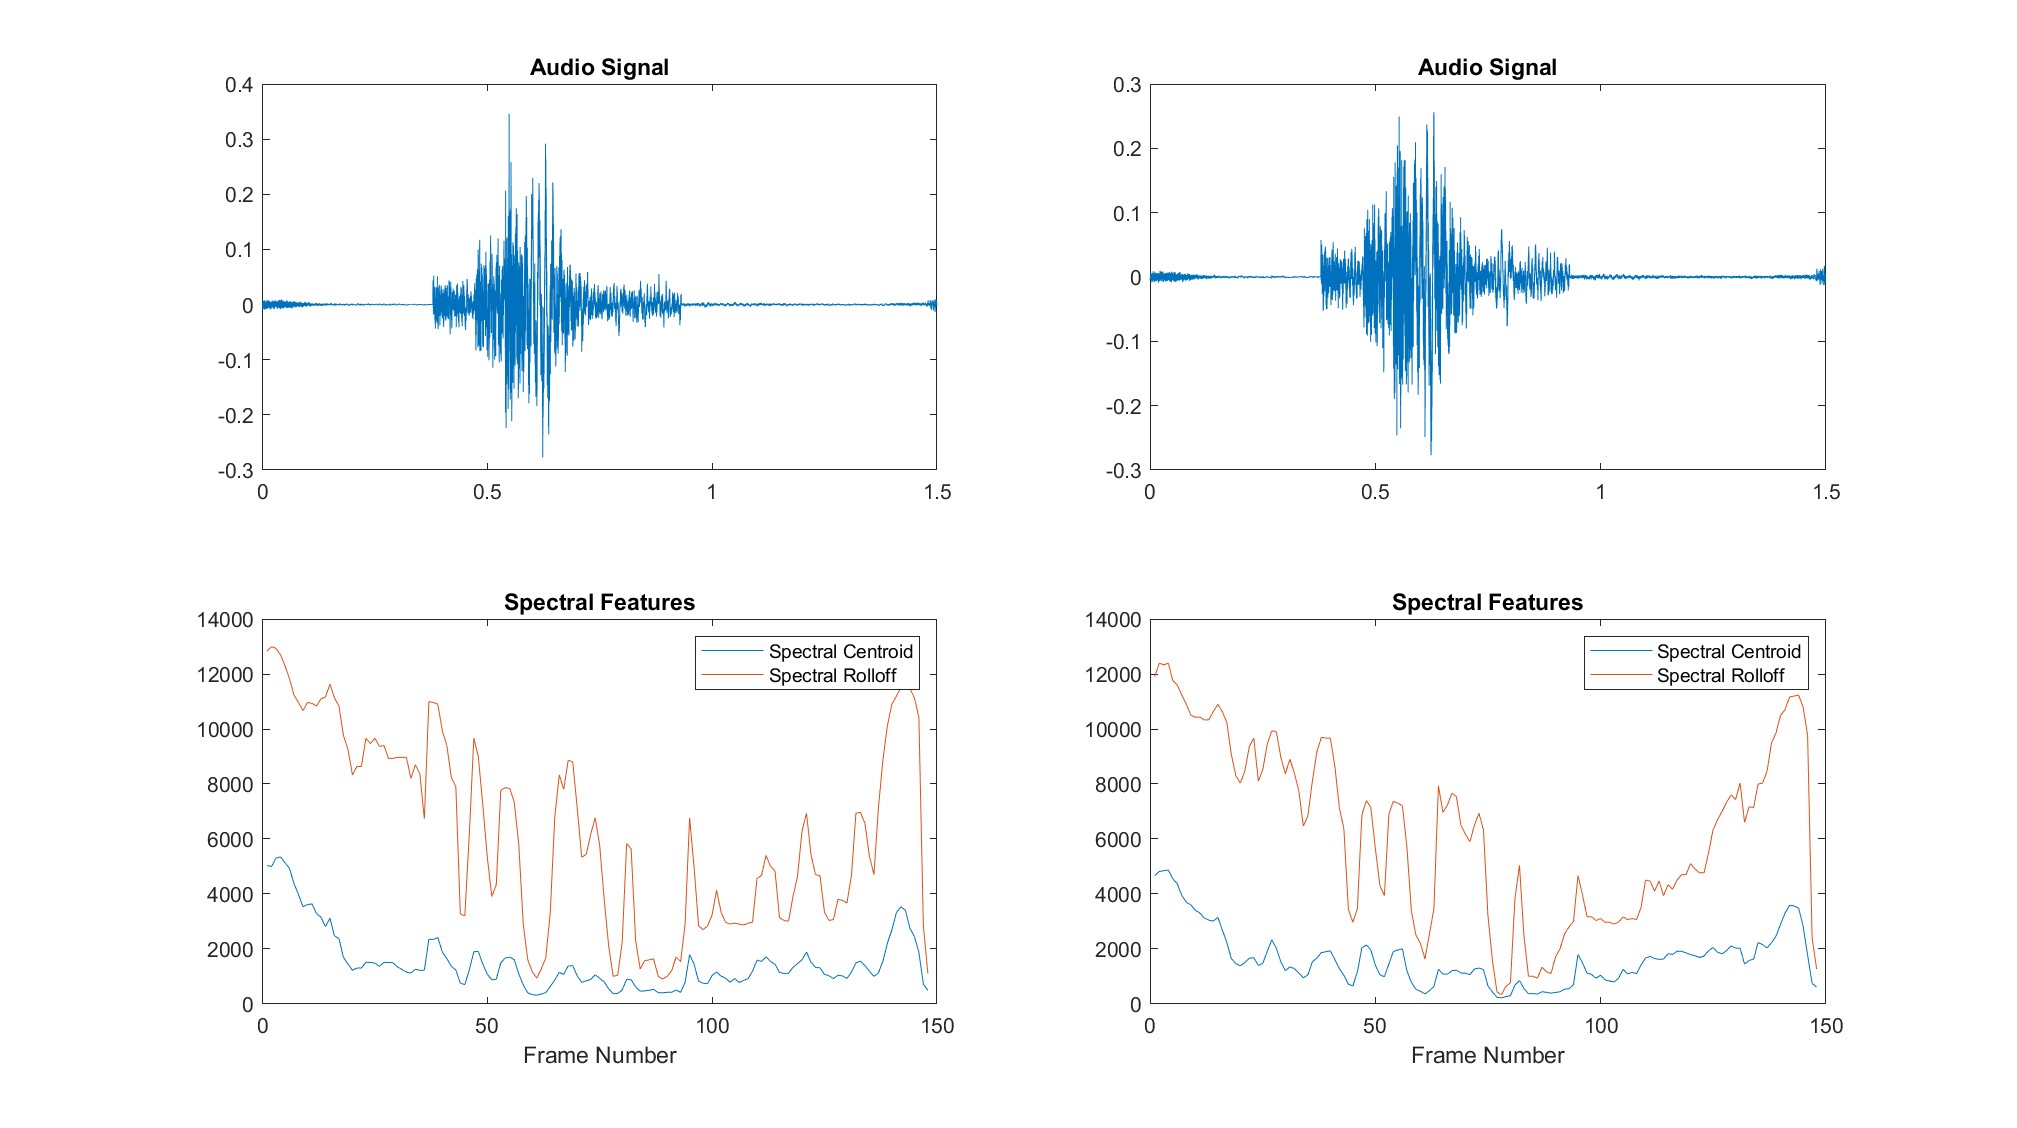 Audio Signal
0.4
0.3
0.2
0.1
0
-0.1
-0.2
-0.3
0 0.5 1 1.5
Audio Signal
0.3
0.2
0.1
0
-0.1
-0.2
-0.3
0 0.5 1 1.5
Spectral Features
14000
12000
10000
8000
6000
4000
2000
0
Spectral Centroid
Spectral Rolloff
0 50 100 150
Frame Number
Spectral Features
14000
12000
10000
8000
6000
4000
2000
0
Spectral Centroid
Spectral Rolloff
0 50 100 150
Frame Number